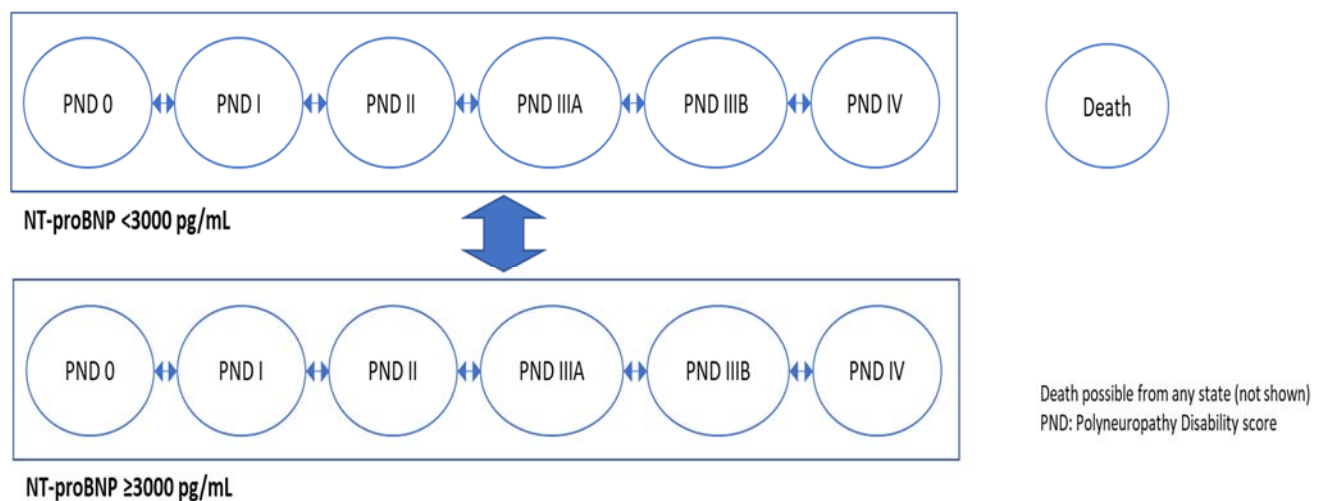 PND 0 PND I PND II PND IIIA PND IIIB PND IV Death
NT-proBNP <3000 pg/mL
PND 0 PND I PND II PND IIIA PND IIIB PND IV
Death possible from any state (not shown)
PND: Polyneuropathy Disability score
NT-proBNP ≥3000 pg/mL